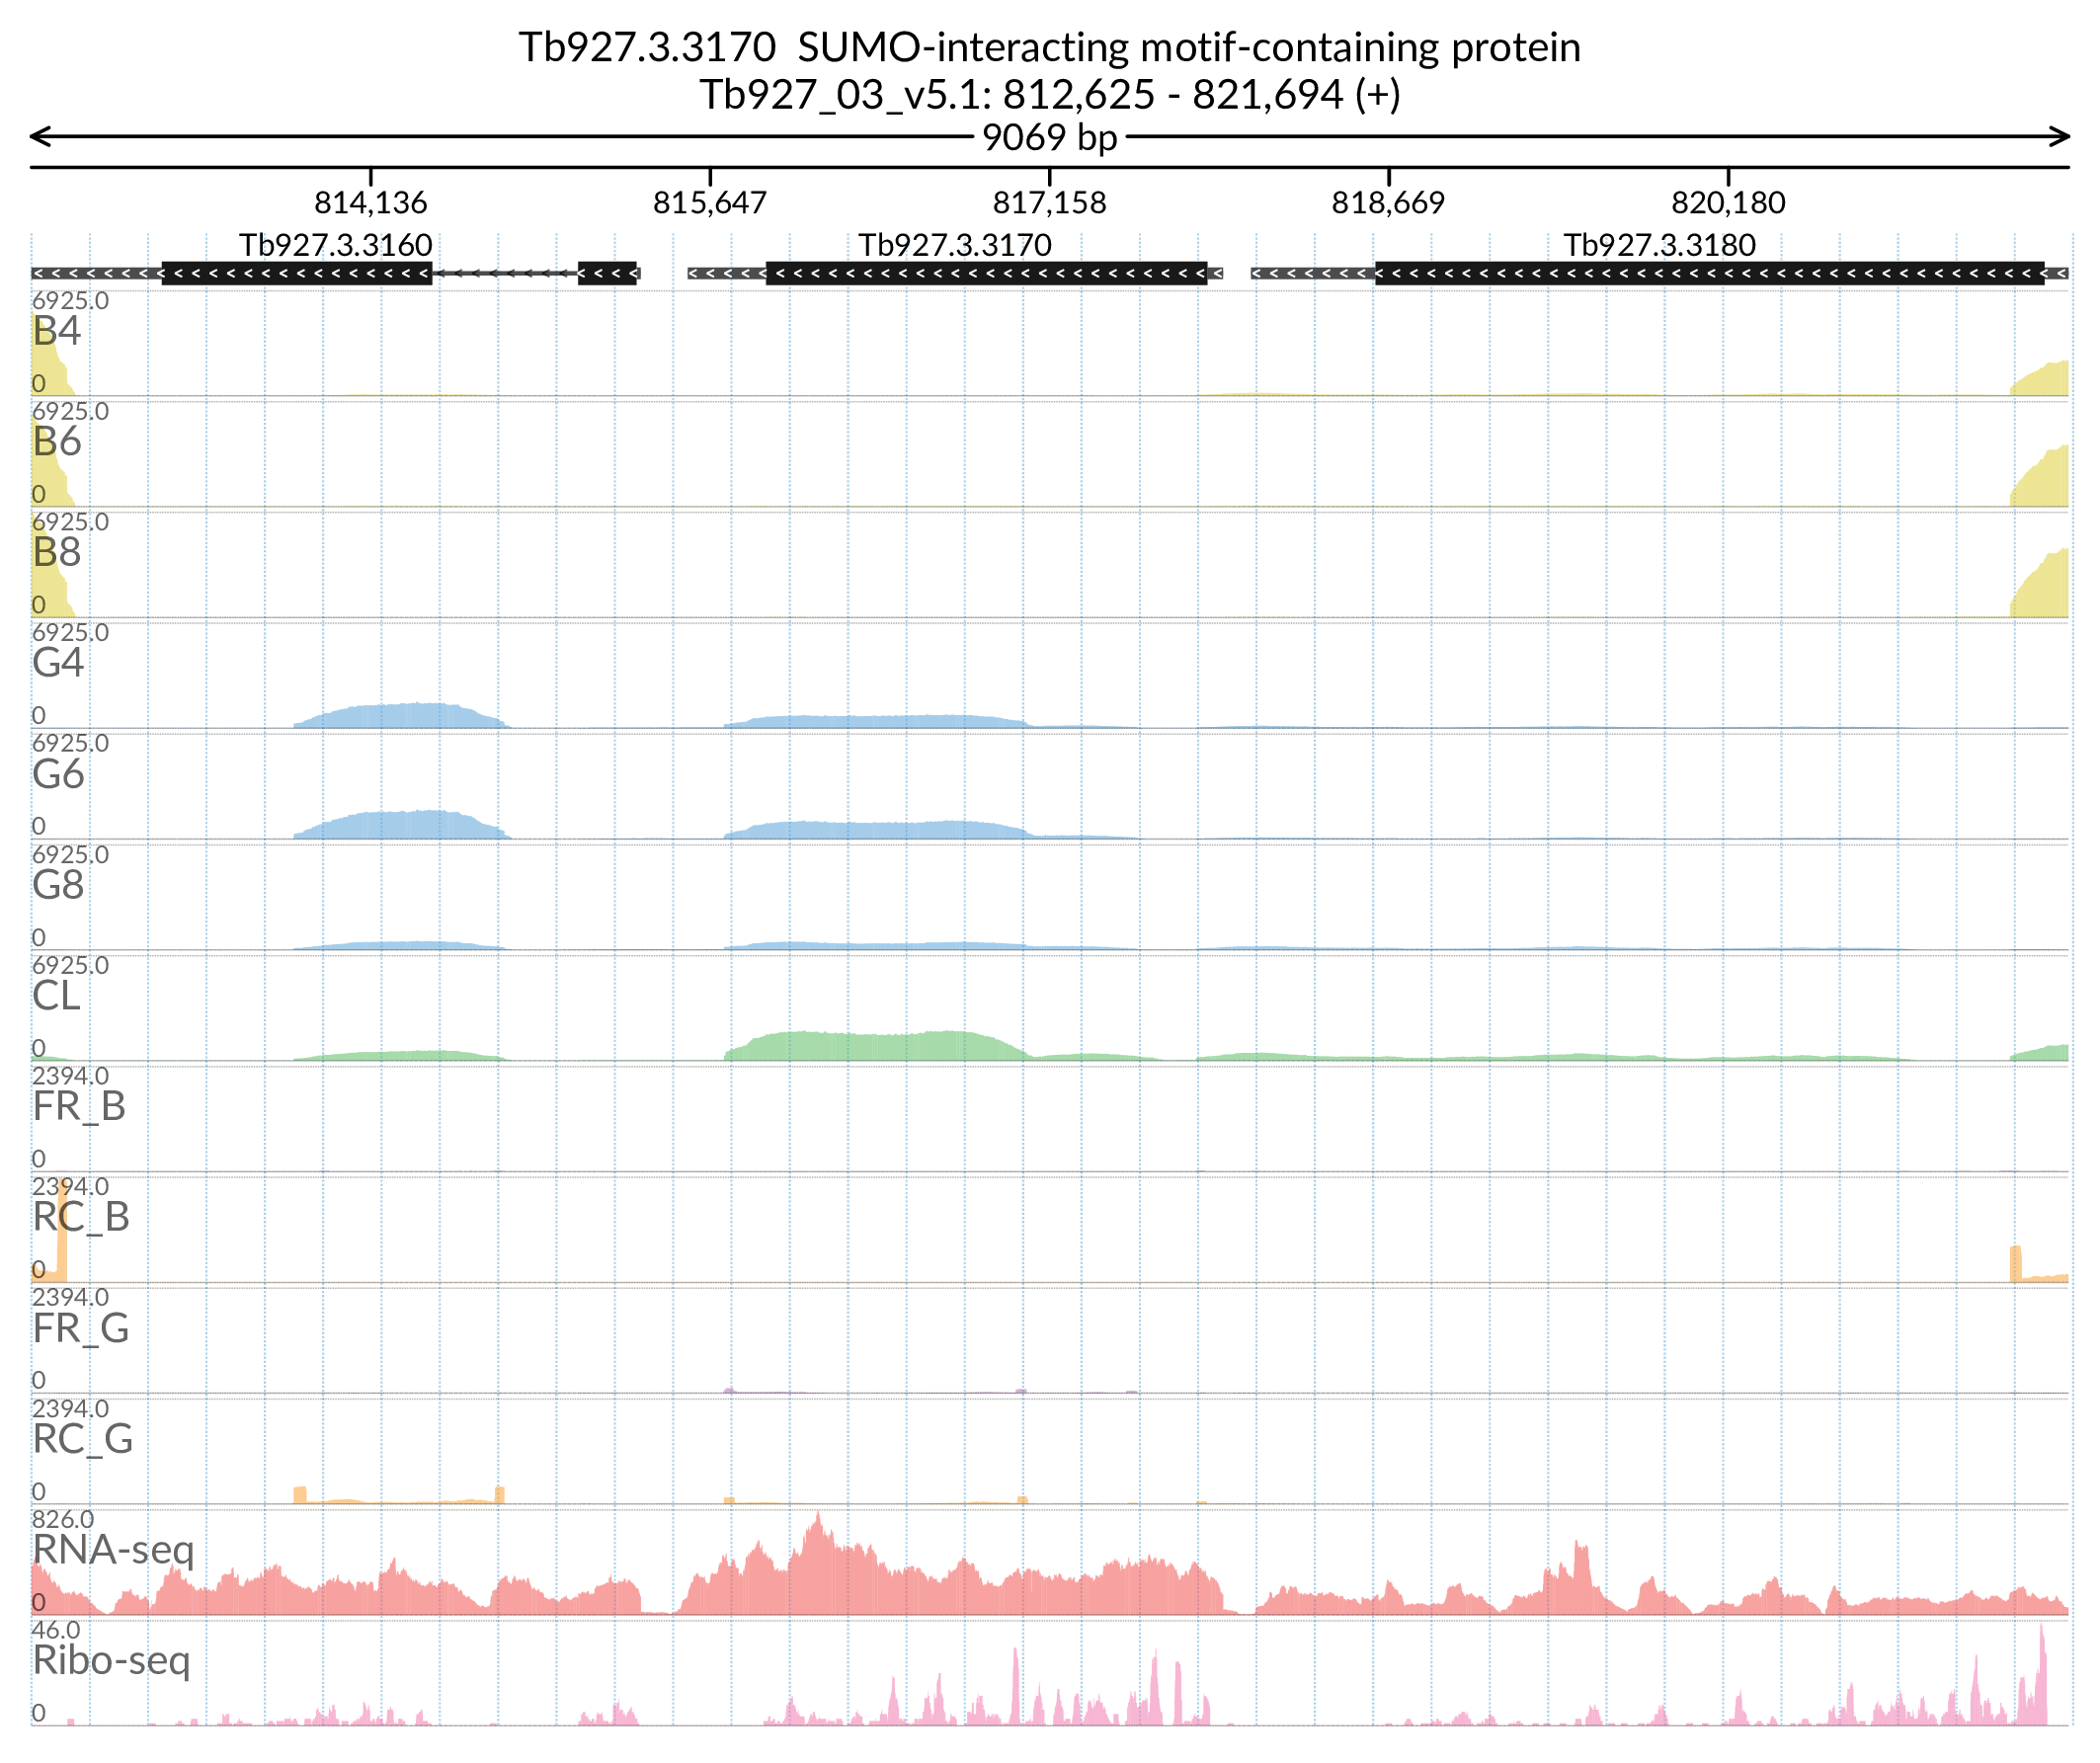 Tb927.3.3170  SUMO-interacting motif-containing protein
Tb927_03_v5.1: 812,625 - 821,694 (+)
9069 bp
814,136 815,647 817,158 818,669 820,180
Tb927.3.3160 Tb927.3.3170 Tb927.3.3180
6925.0
B4
0
6925.0
B6
0
6925.0
B8
0
6925.0
G4
0
6925.0
G6
0
6925.0
G8
0
6925.0
CL
0
2394.0
FR_B
0
2394.0
RC_B
0
2394.0
FR_G
0
2394.0
RC_G
0
826.0
RNA-seq
0
46.0
Ribo-seq
0